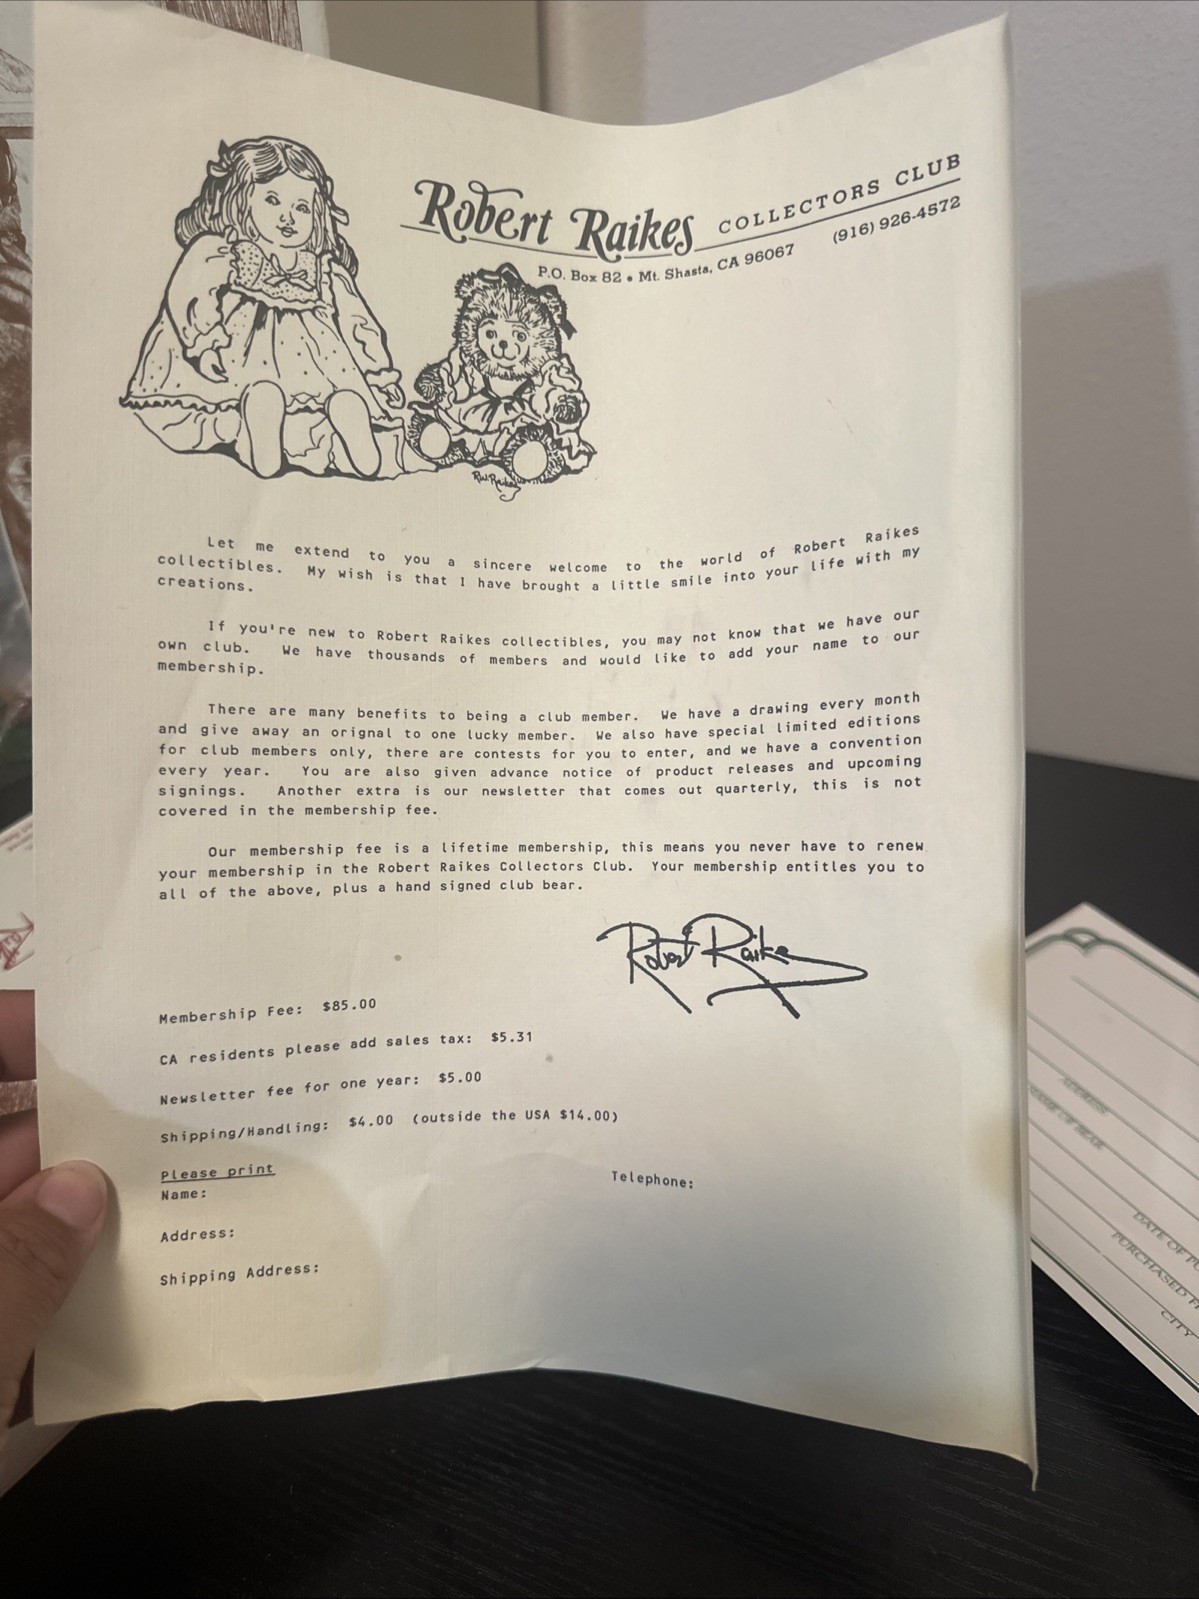 Robert Raikes COLLECTORS CLUB
P.O. Box 82 • Mt. Shasta, CA 96067 (916) 926-4572
R.W. Raikes
Let me extend to you a sincere welcome to the world of Robert Raikes
collectibles. My wish is that I have brought a little smile into your life with my
creations.
If you're new to Robert Raikes collectibles, you may not know that we have our
own club. We have thousands of members and would like to add your name to our
membership.
There are many benefits to being a club member. We have a drawing every month
and give away an orignal to one lucky member. We also have special limited editions
for club members only, there are contests for you to enter, and we have a convention
every year. You are also given advance notice of product releases and upcoming
signings. Another extra is our newsletter that comes out quarterly, this is not
covered in the membership fee.
Our membership fee is a lifetime membership, this means you never have to renew
your membership in the Robert Raikes Collectors Club. Your membership entitles you to
all of the above, plus a hand signed club bear.
Robert Raikes
Membership Fee: $85.00
CA residents please add sales tax: $5.31
Newsletter fee for one year: $5.00
Shipping/Handling: $4.00 (outside the USA $14.00)
Please print
Name:
Telephone:
Address:
Shipping Address:
ADDRESS
NAME OF BEAR
DATE OF
PURCHASED
CITY